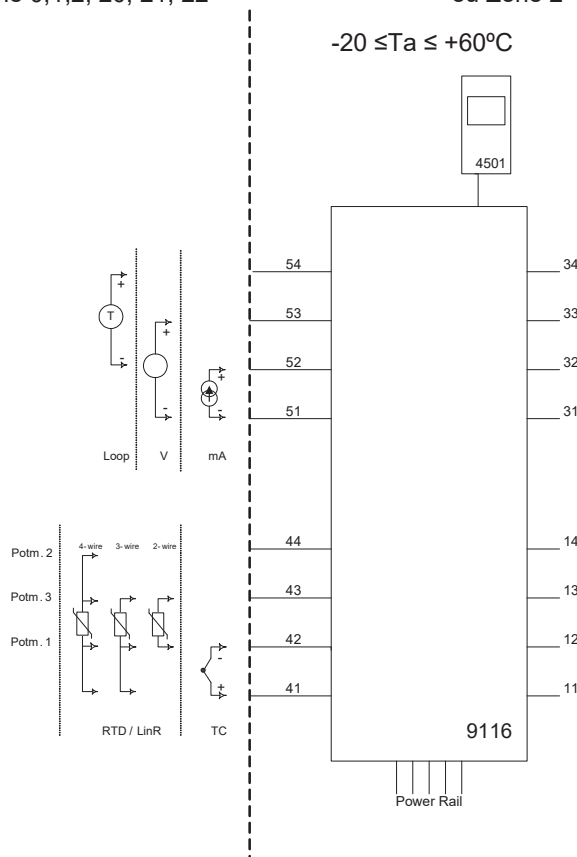 -20 ≤Ta ≤ +60ºC
4501
54
34
+
T
53
33
+
52
32
-
+
51
31
-
-
Loop
V
mA
44
14
Potm. 2
4- wire
3- wire
2- wire
43
13
Potm. 3
42
12
Potm. 1
-
+
41
11
RTD / LinR
TC
9116
Power Rail